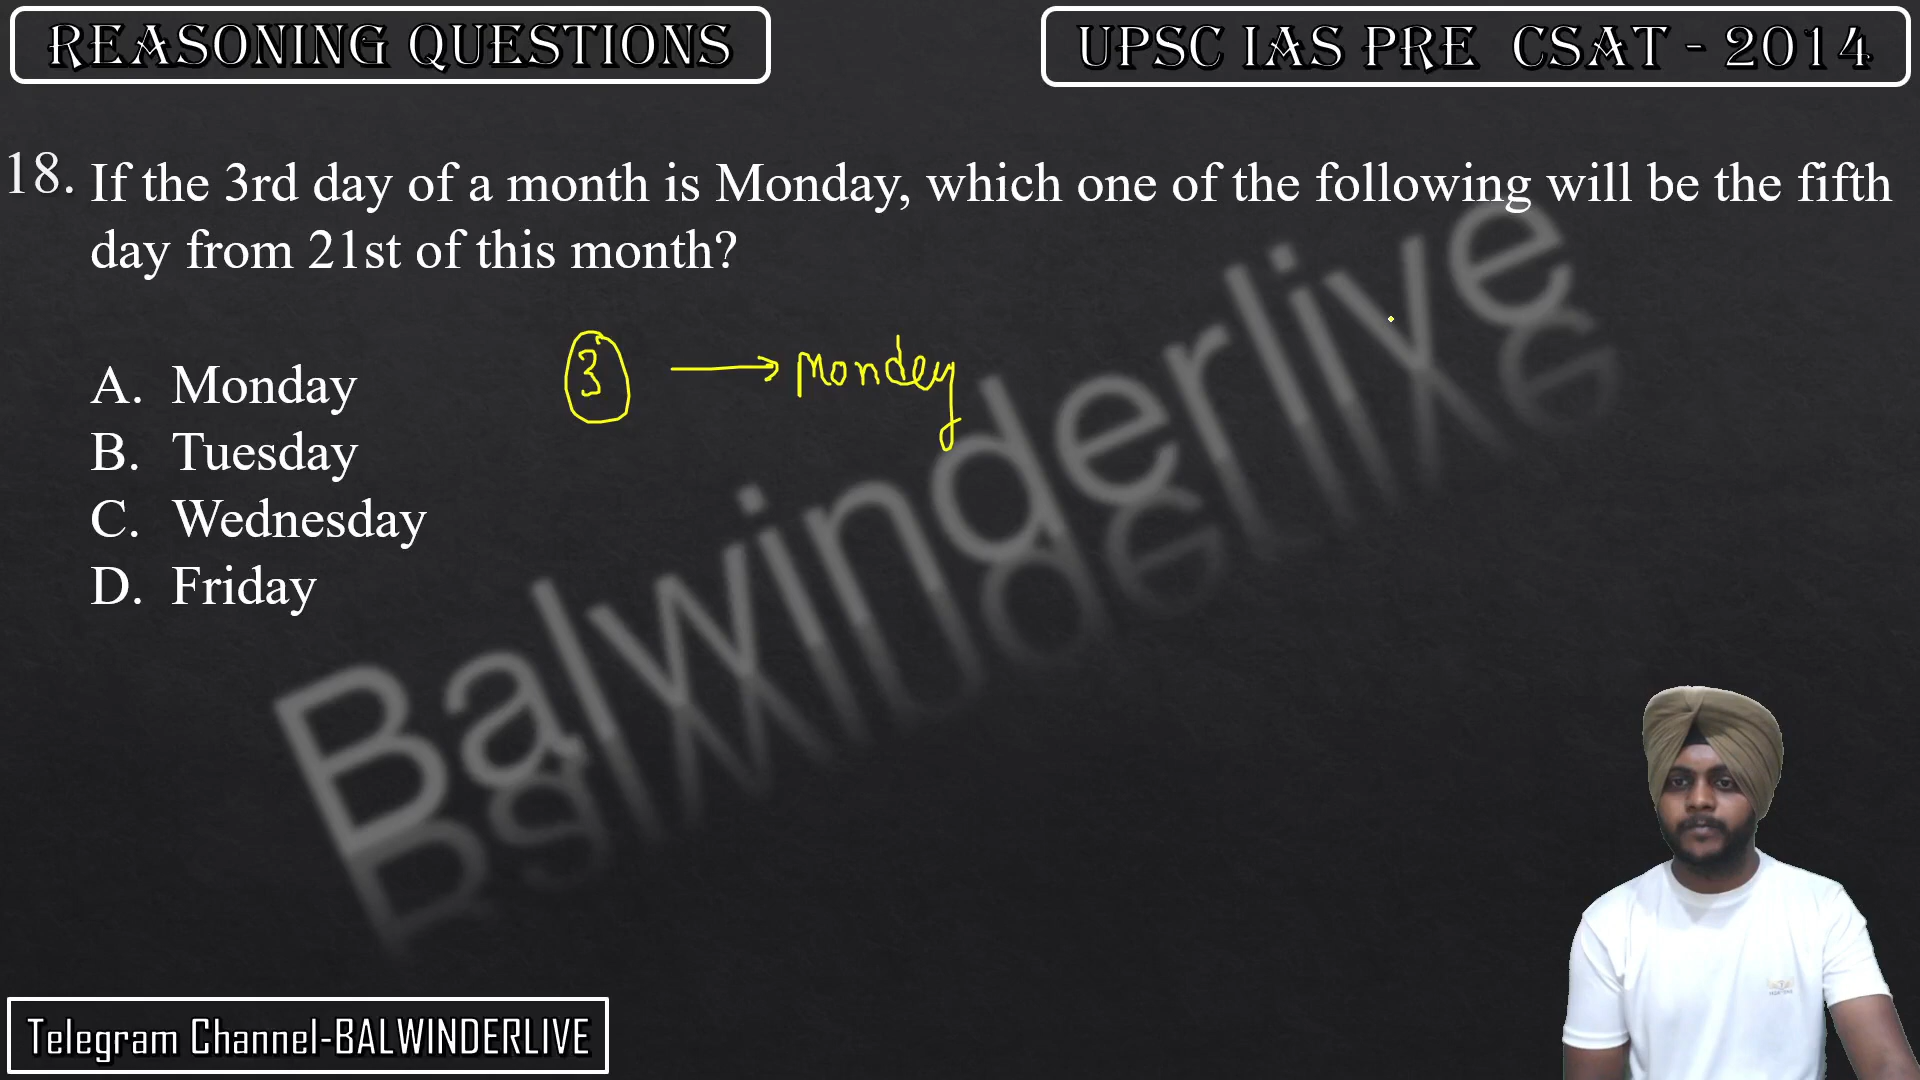 REASONING QUESTIONS
UPSC IAS PRE CSAT - 2014
18. If the 3rd day of a month is Monday, which one of the following will be the fifth
day from 21st of this month?
3 → Monday
A. Monday
B. Tuesday
C. Wednesday
D. Friday
Balwinderlive
Telegram Channel-BALWINDERLIVE